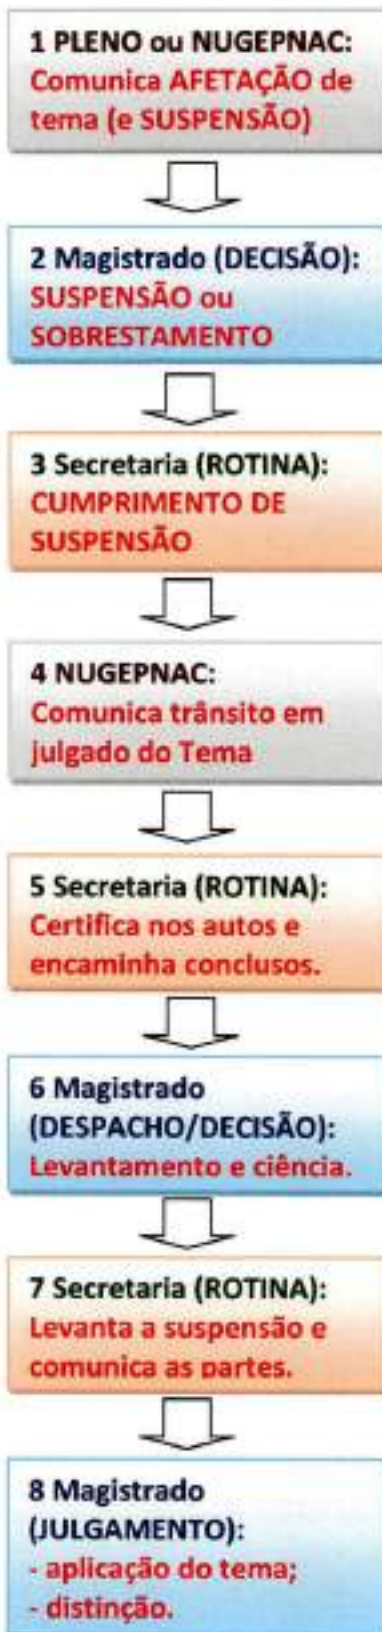 1 PLENO ou NUGEPNAC:
Comunica AFETAÇÃO de
tema (e SUSPENSÃO)
2 Magistrado (DECISÃO):
SUSPENSÃO ou
SOBRESTAMENTO
3 Secretaria (ROTINA):
CUMPRIMENTO DE
SUSPENSÃO
4 NUGEPNAC:
Comunica trânsito em
julgado do Tema
5 Secretaria (ROTINA):
Certifica nos autos e
encaminha conclusos.
6 Magistrado
(DESPACHO/DECISÃO):
Levantamento e ciência.
7 Secretaria (ROTINA):
Levanta a suspensão e
comunica as partes.
8 Magistrado
(JULGAMENTO):
- aplicação do tema;
- distinção.